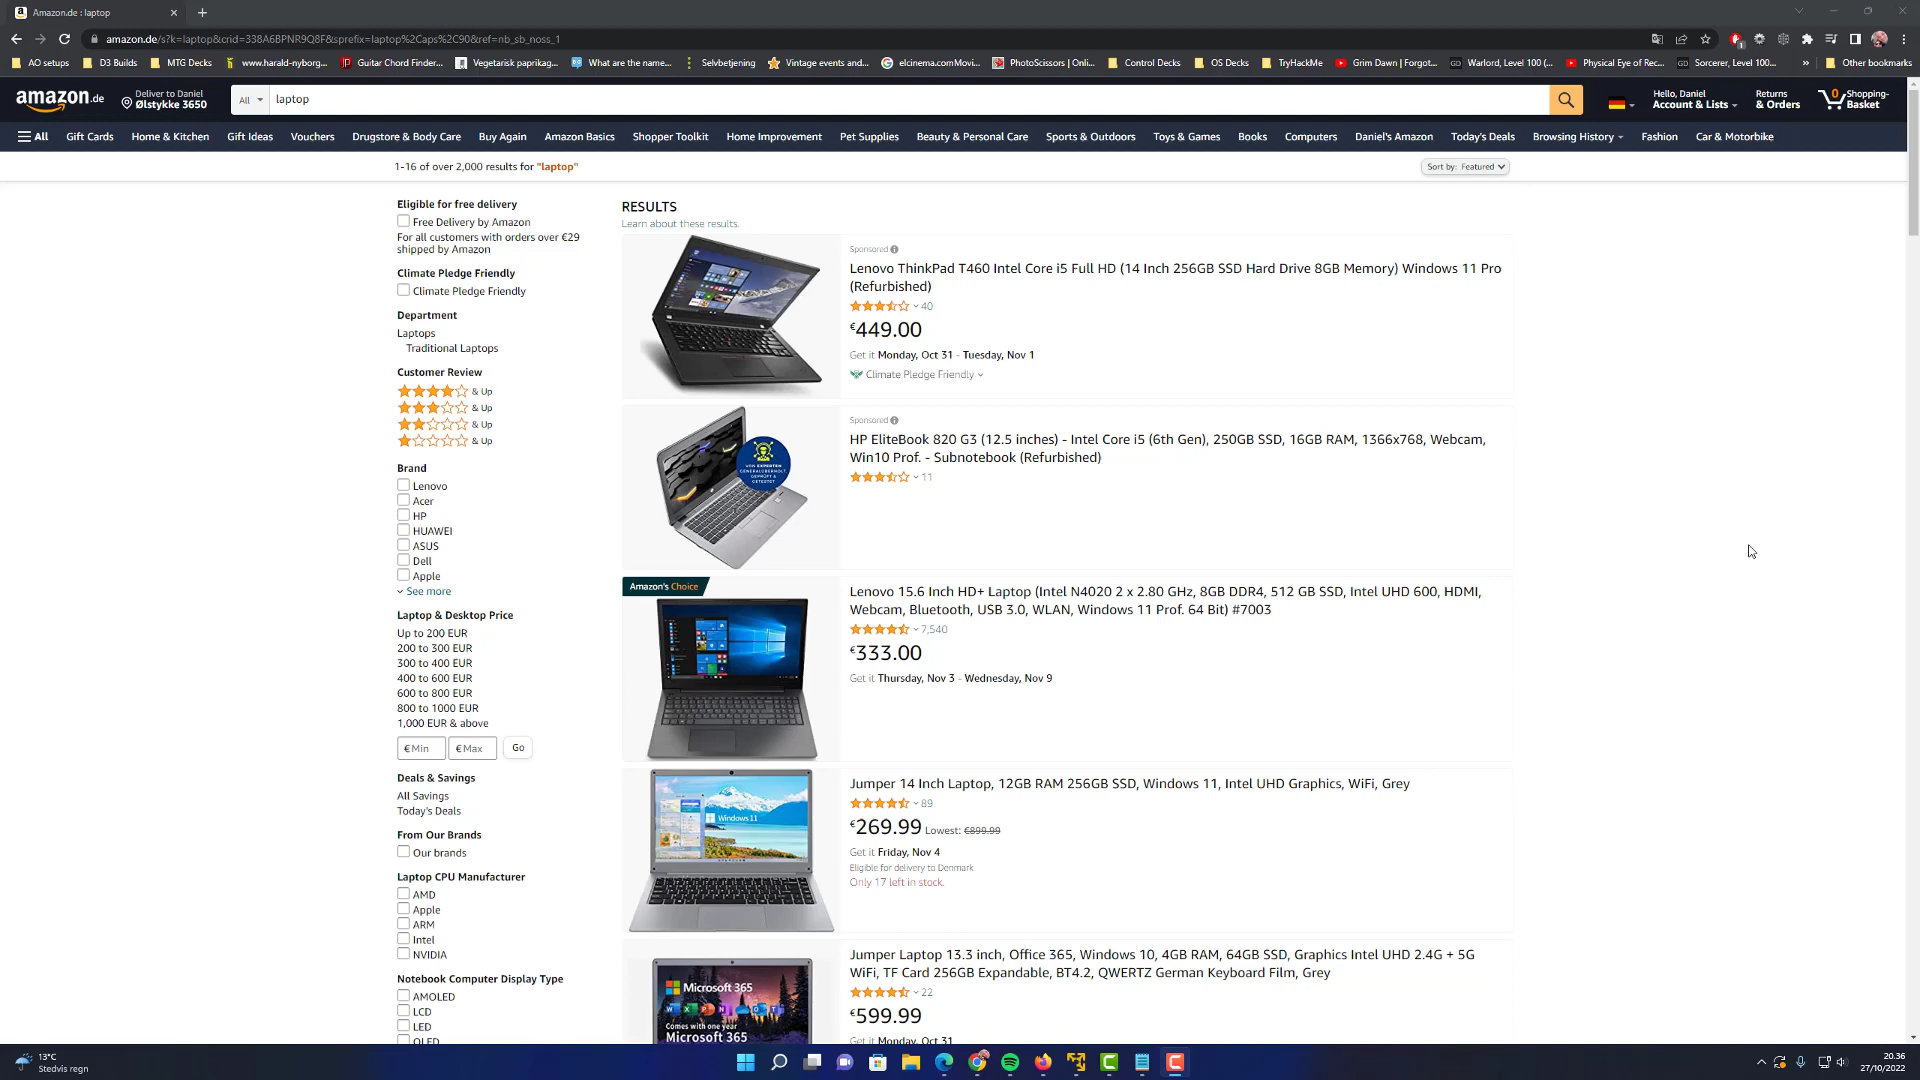 Amazon.de : laptop
amazon.de/s?k=laptop&crid=338A6BPNR9Q8F&sprefix=laptop%2Caps%2C90&ref=nb_sb_noss_1
AO setups D3 Builds MTG Decks www.harald-nyborg... Guitar Chord Finder... Vegetarisk paprikag... What are the name... Selvbetjening Vintage events and... elcinema.comMovi... PhotoScissors | Onli... Control Decks OS Decks TryHackMe Grim Dawn | Forgot... Warlord, Level 100 (... Physical Eye of Rec... Sorcerer, Level 100... » Other bookmarks
amazon.de
Deliver to Daniel
Ølstykke 3650
All
laptop
Hello, Daniel
Account & Lists
Returns
& Orders
0
Shopping-
Basket
All Gift Cards Home & Kitchen Gift Ideas Vouchers Drugstore & Body Care Buy Again Amazon Basics Shopper Toolkit Home Improvement Pet Supplies Beauty & Personal Care Sports & Outdoors Toys & Games Books Computers Daniel's Amazon Today's Deals Browsing History Fashion Car & Motorbike
1-16 of over 2,000 results for "laptop"
Sort by: Featured
Eligible for free delivery
Free Delivery by Amazon
For all customers with orders over €29
shipped by Amazon
Climate Pledge Friendly
Climate Pledge Friendly
Department
Laptops
Traditional Laptops
Customer Review
& Up
& Up
& Up
& Up
Brand
Lenovo
Acer
HP
HUAWEI
ASUS
Dell
Apple
See more
Laptop & Desktop Price
Up to 200 EUR
200 to 300 EUR
300 to 400 EUR
400 to 600 EUR
600 to 800 EUR
800 to 1000 EUR
1,000 EUR & above
€ Min € Max Go
Deals & Savings
All Savings
Today's Deals
From Our Brands
Our brands
Laptop CPU Manufacturer
AMD
Apple
ARM
Intel
NVIDIA
Notebook Computer Display Type
AMOLED
LCD
LED
OLED
RESULTS
Learn about these results.
Sponsored
Lenovo ThinkPad T460 Intel Core i5 Full HD (14 Inch 256GB SSD Hard Drive 8GB Memory) Windows 11 Pro
(Refurbished)
40
€449.00
Get it Monday, Oct 31 - Tuesday, Nov 1
Climate Pledge Friendly
VON EXPERTEN
GENERALÜBERHOLT,
GEPRÜFT &
GETESTET
Sponsored
HP EliteBook 820 G3 (12.5 inches) - Intel Core i5 (6th Gen), 250GB SSD, 16GB RAM, 1366x768, Webcam,
Win10 Prof. - Subnotebook (Refurbished)
11
Amazon's Choice
Lenovo 15.6 Inch HD+ Laptop (Intel N4020 2 x 2.80 GHz, 8GB DDR4, 512 GB SSD, Intel UHD 600, HDMI,
Webcam, Bluetooth, USB 3.0, WLAN, Windows 11 Prof. 64 Bit) #7003
7,540
€333.00
Get it Thursday, Nov 3 - Wednesday, Nov 9
Windows 11
Jumper 14 Inch Laptop, 12GB RAM 256GB SSD, Windows 11, Intel UHD Graphics, WiFi, Grey
89
€269.99 Lowest: €899.99
Get it Friday, Nov 4
Eligible for delivery to Denmark
Only 17 left in stock.
Microsoft 365
Comes with one year
Microsoft 365
Jumper Laptop 13.3 inch, Office 365, Windows 10, 4GB RAM, 64GB SSD, Graphics Intel UHD 2.4G + 5G
WiFi, TF Card 256GB Expandable, BT4.2, QWERTZ German Keyboard Film, Grey
22
€599.99
Get it Monday, Oct 31
13°C
Stedvis regn
20.36
27/10/2022